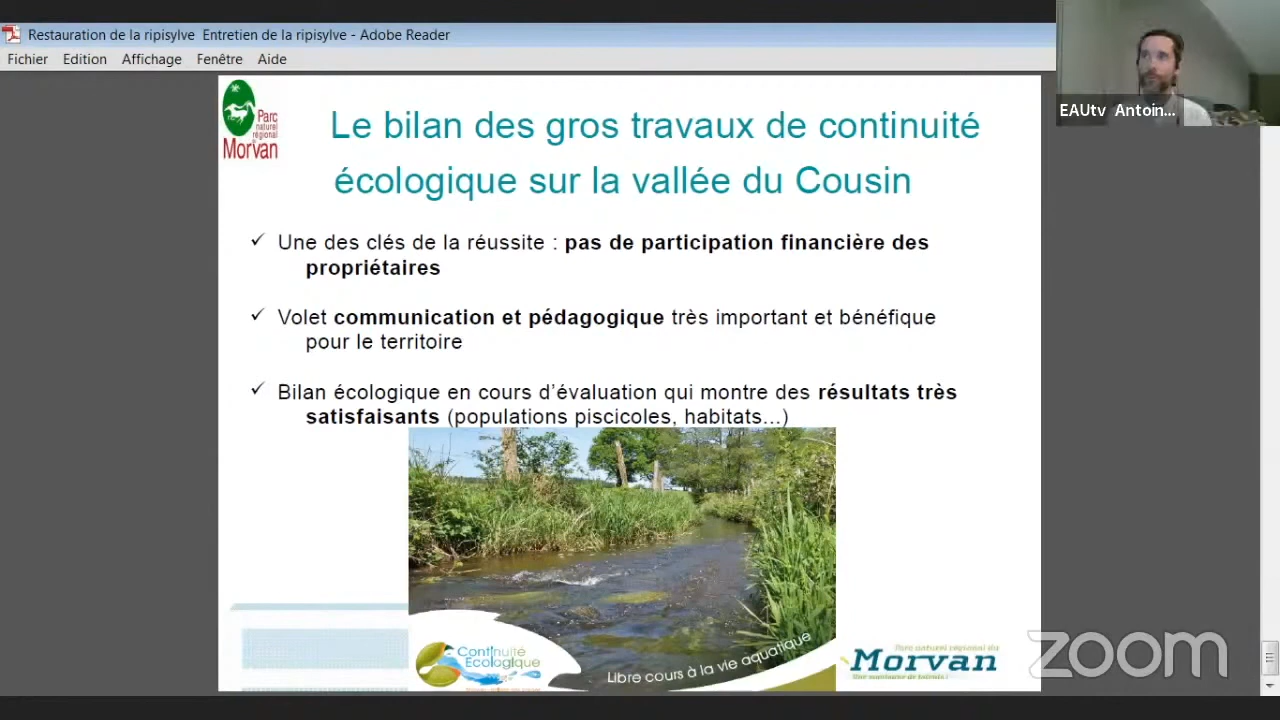 Restauration de la ripisylve Entretien de la ripisylve - Adobe Reader
Fichier Edition Affichage Fenêtre Aide
EAUtv Antoin...
Parc
naturel
régional
Morvan
Le bilan des gros travaux de continuité
écologique sur la vallée du Cousin
✓ Une des clés de la réussite : pas de participation financière des
propriétaires
✓ Volet communication et pédagogique très important et bénéfique
pour le territoire
✓ Bilan écologique en cours d’évaluation qui montre des résultats très
satisfaisants (populations piscicoles, habitats...)
Continuité
Ecologique
Libre cours à la vie aquatique
Parc naturel régional du
Morvan
zoom